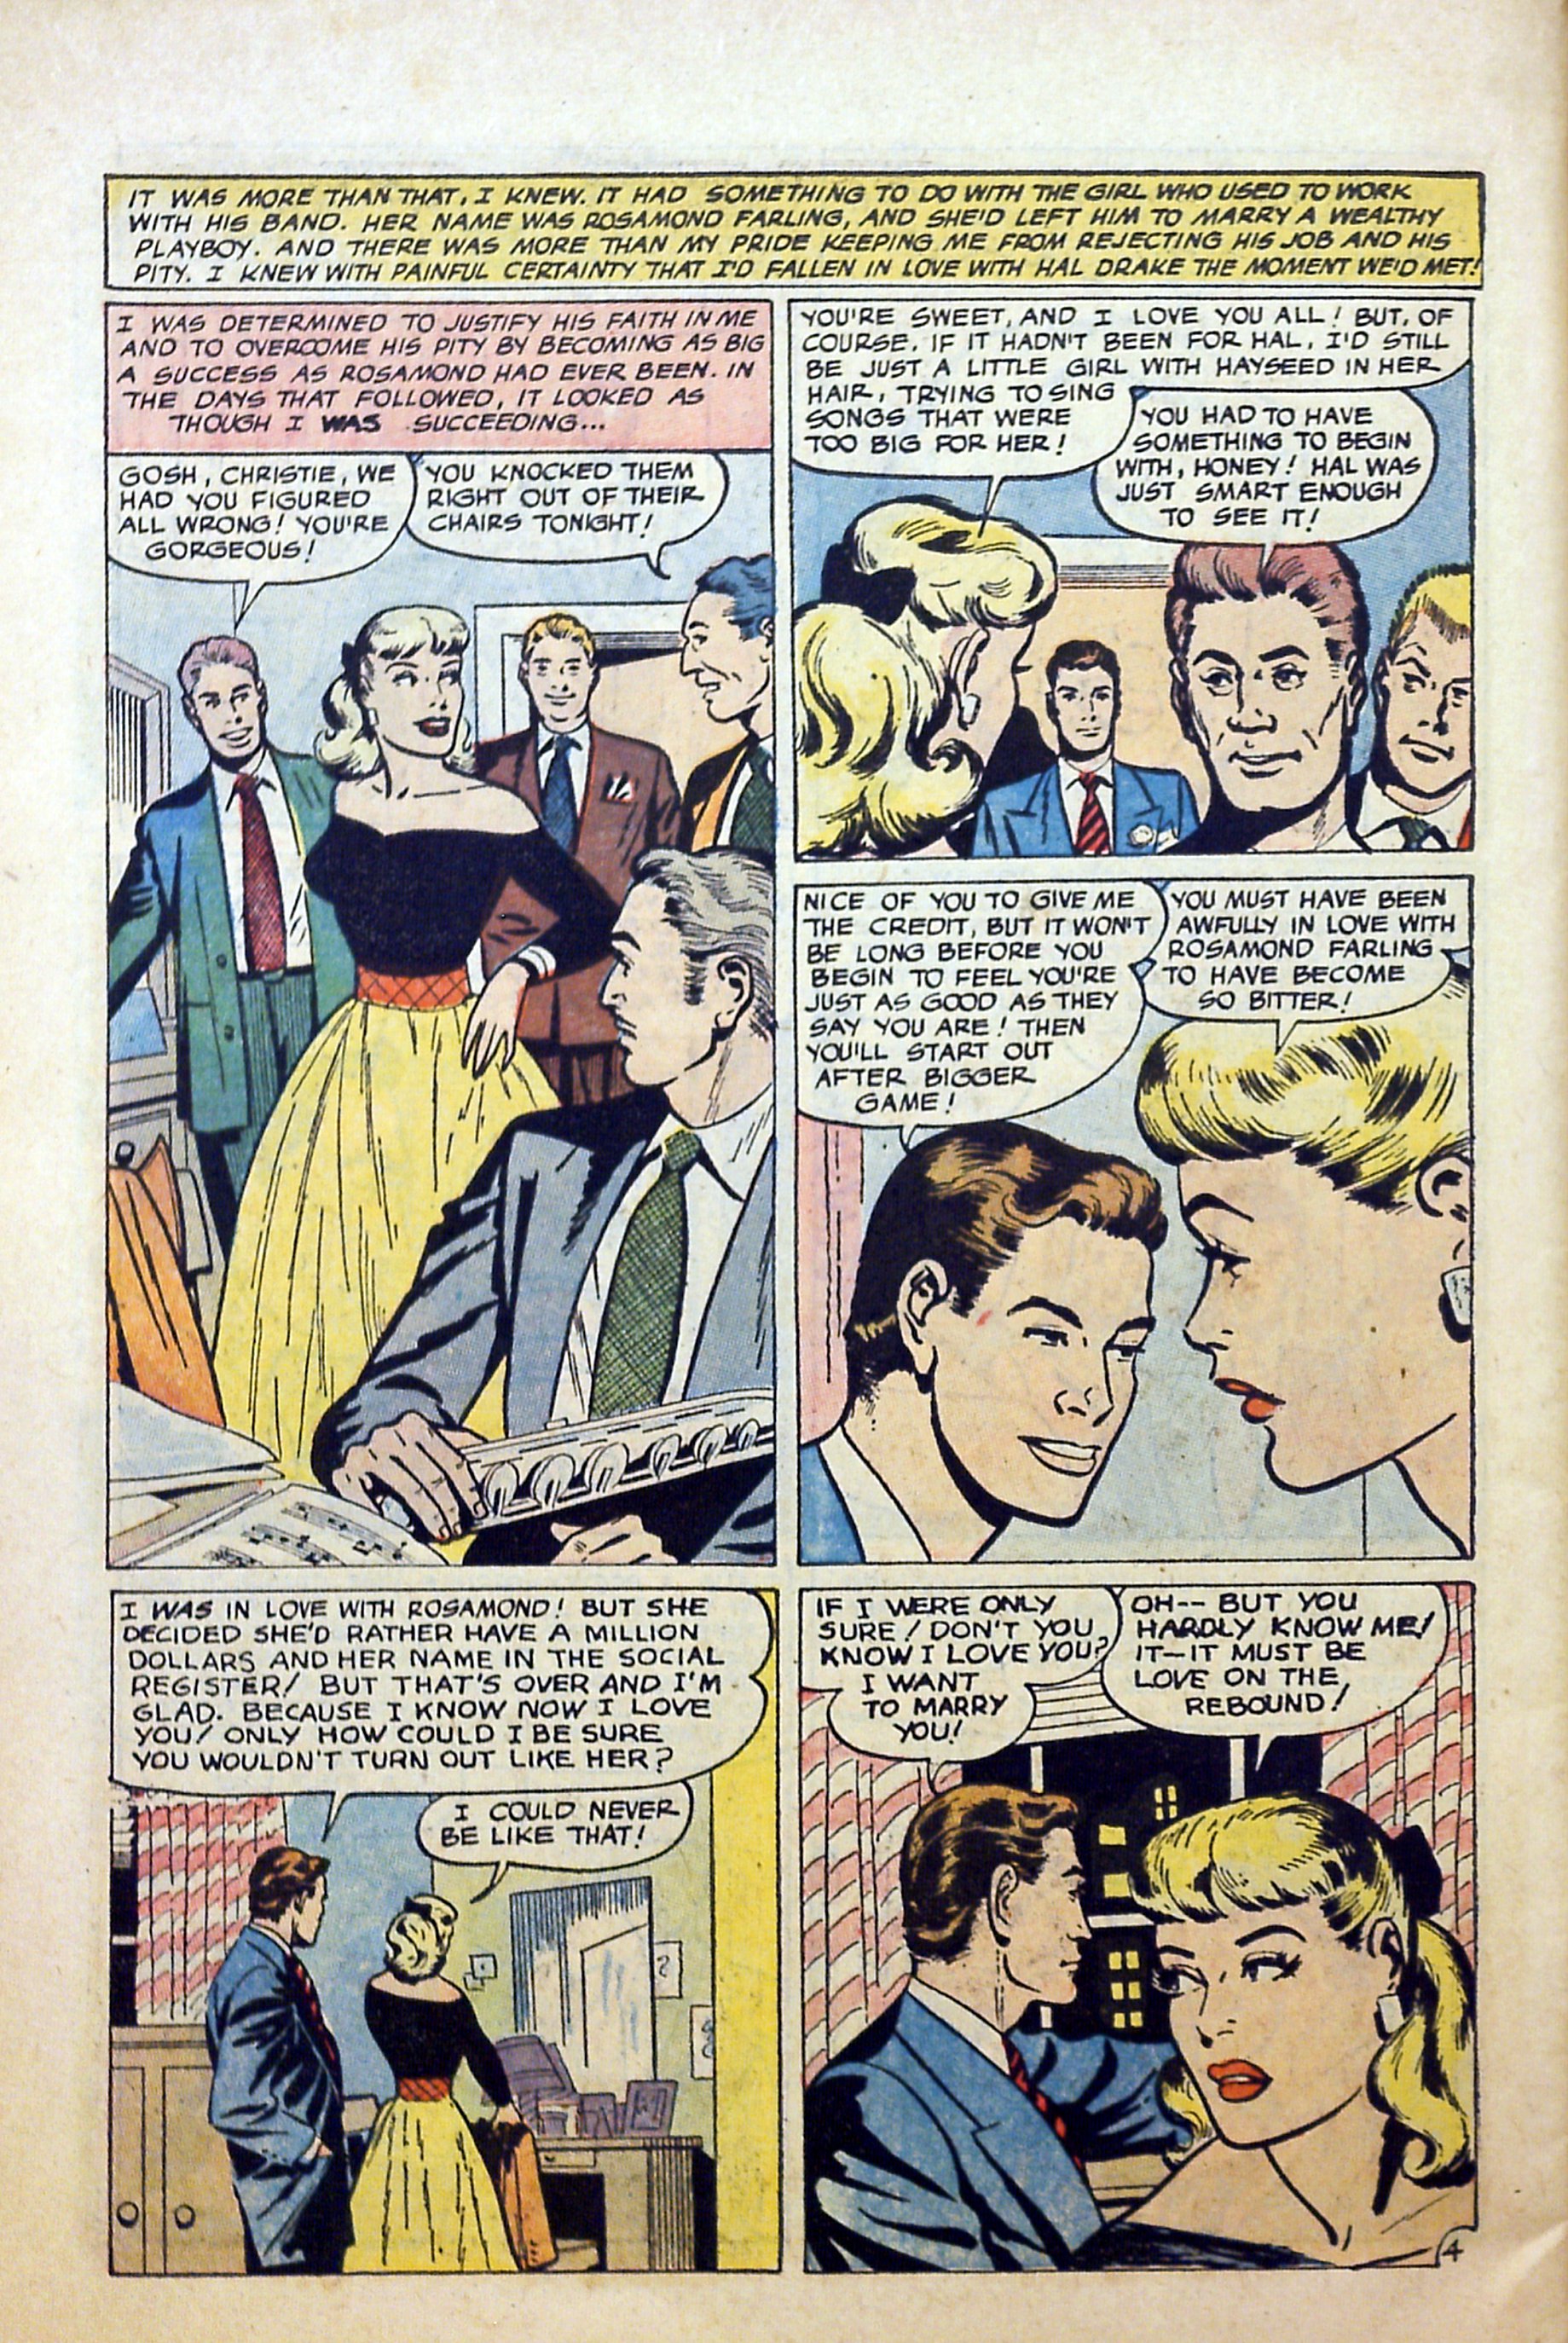 IT WAS MORE THAN THAT, I KNEW. IT HAD SOMETHING TO DO WITH THE GIRL WHO USED TO WORK
WITH HIS BAND. HER NAME WAS ROSAMOND FARLING, AND SHE'D LEFT HIM TO MARRY A WEALTHY
PLAYBOY. AND THERE WAS MORE THAN MY PRIDE KEEPING ME FROM REJECTING HIS JOB AND HIS
PITY. I KNEW WITH PAINFUL CERTAINTY THAT I'D FALLEN IN LOVE WITH HAL DRAKE THE MOMENT WE'D MET!
I WAS DETERMINED TO JUSTIFY HIS FAITH IN ME
AND TO OVERCOME HIS PITY BY BECOMING AS BIG
A SUCCESS AS ROSAMOND HAD EVER BEEN. IN
THE DAYS THAT FOLLOWED, IT LOOKED AS
THOUGH I WAS SUCCEEDING...
GOSH, CHRISTIE, WE
HAD YOU FIGURED
ALL WRONG! YOU'RE
GORGEOUS!
YOU KNOCKED THEM
RIGHT OUT OF THEIR
CHAIRS TONIGHT!
YOU'RE SWEET, AND I LOVE YOU ALL! BUT, OF
COURSE, IF IT HADN'T BEEN FOR HAL, I'D STILL
BE JUST A LITTLE GIRL WITH HAYSEED IN HER
HAIR, TRYING TO SING
SONGS THAT WERE
TOO BIG FOR HER!
YOU HAD TO HAVE
SOMETHING TO BEGIN
WITH, HONEY! HAL WAS
JUST SMART ENOUGH
TO SEE IT!
NICE OF YOU TO GIVE ME
THE CREDIT, BUT IT WON'T
BE LONG BEFORE YOU
BEGIN TO FEEL YOU'RE
JUST AS GOOD AS THEY
SAY YOU ARE! THEN
YOU'LL START OUT
AFTER BIGGER
GAME!
YOU MUST HAVE BEEN
AWFULLY IN LOVE WITH
ROSAMOND FARLING
TO HAVE BECOME
SO BITTER!
I WAS IN LOVE WITH ROSAMOND! BUT SHE
DECIDED SHE'D RATHER HAVE A MILLION
DOLLARS AND HER NAME IN THE SOCIAL
REGISTER! BUT THAT'S OVER AND I'M
GLAD. BECAUSE I KNOW NOW I LOVE
YOU! ONLY HOW COULD I BE SURE
YOU WOULDN'T TURN OUT LIKE HER?
I COULD NEVER
BE LIKE THAT!
IF I WERE ONLY
SURE! DON'T YOU
KNOW I LOVE YOU?
I WANT
TO MARRY
YOU!
OH-- BUT YOU
HARDLY KNOW ME!
IT-IT MUST BE
LOVE ON THE
REBOUND!
4